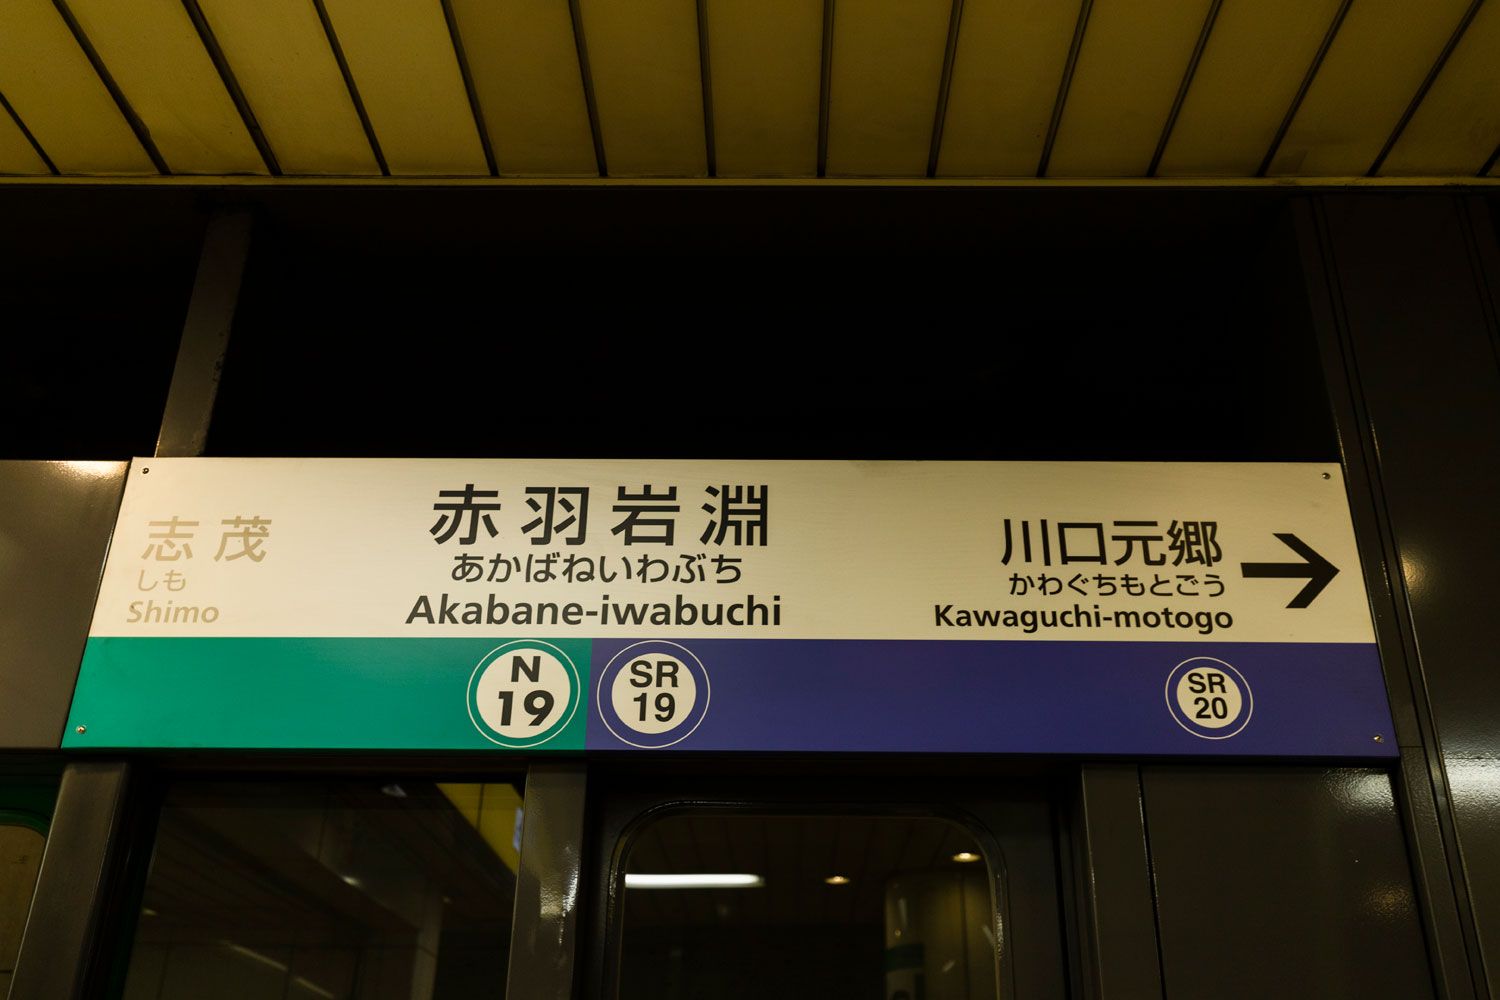 志茂
しも
Shimo
赤羽岩淵
あかばねいわぶち
Akabane-iwabuchi
川口元郷
かわぐちもとごう
Kawaguchi-motogo
N
19
SR
19
SR
20